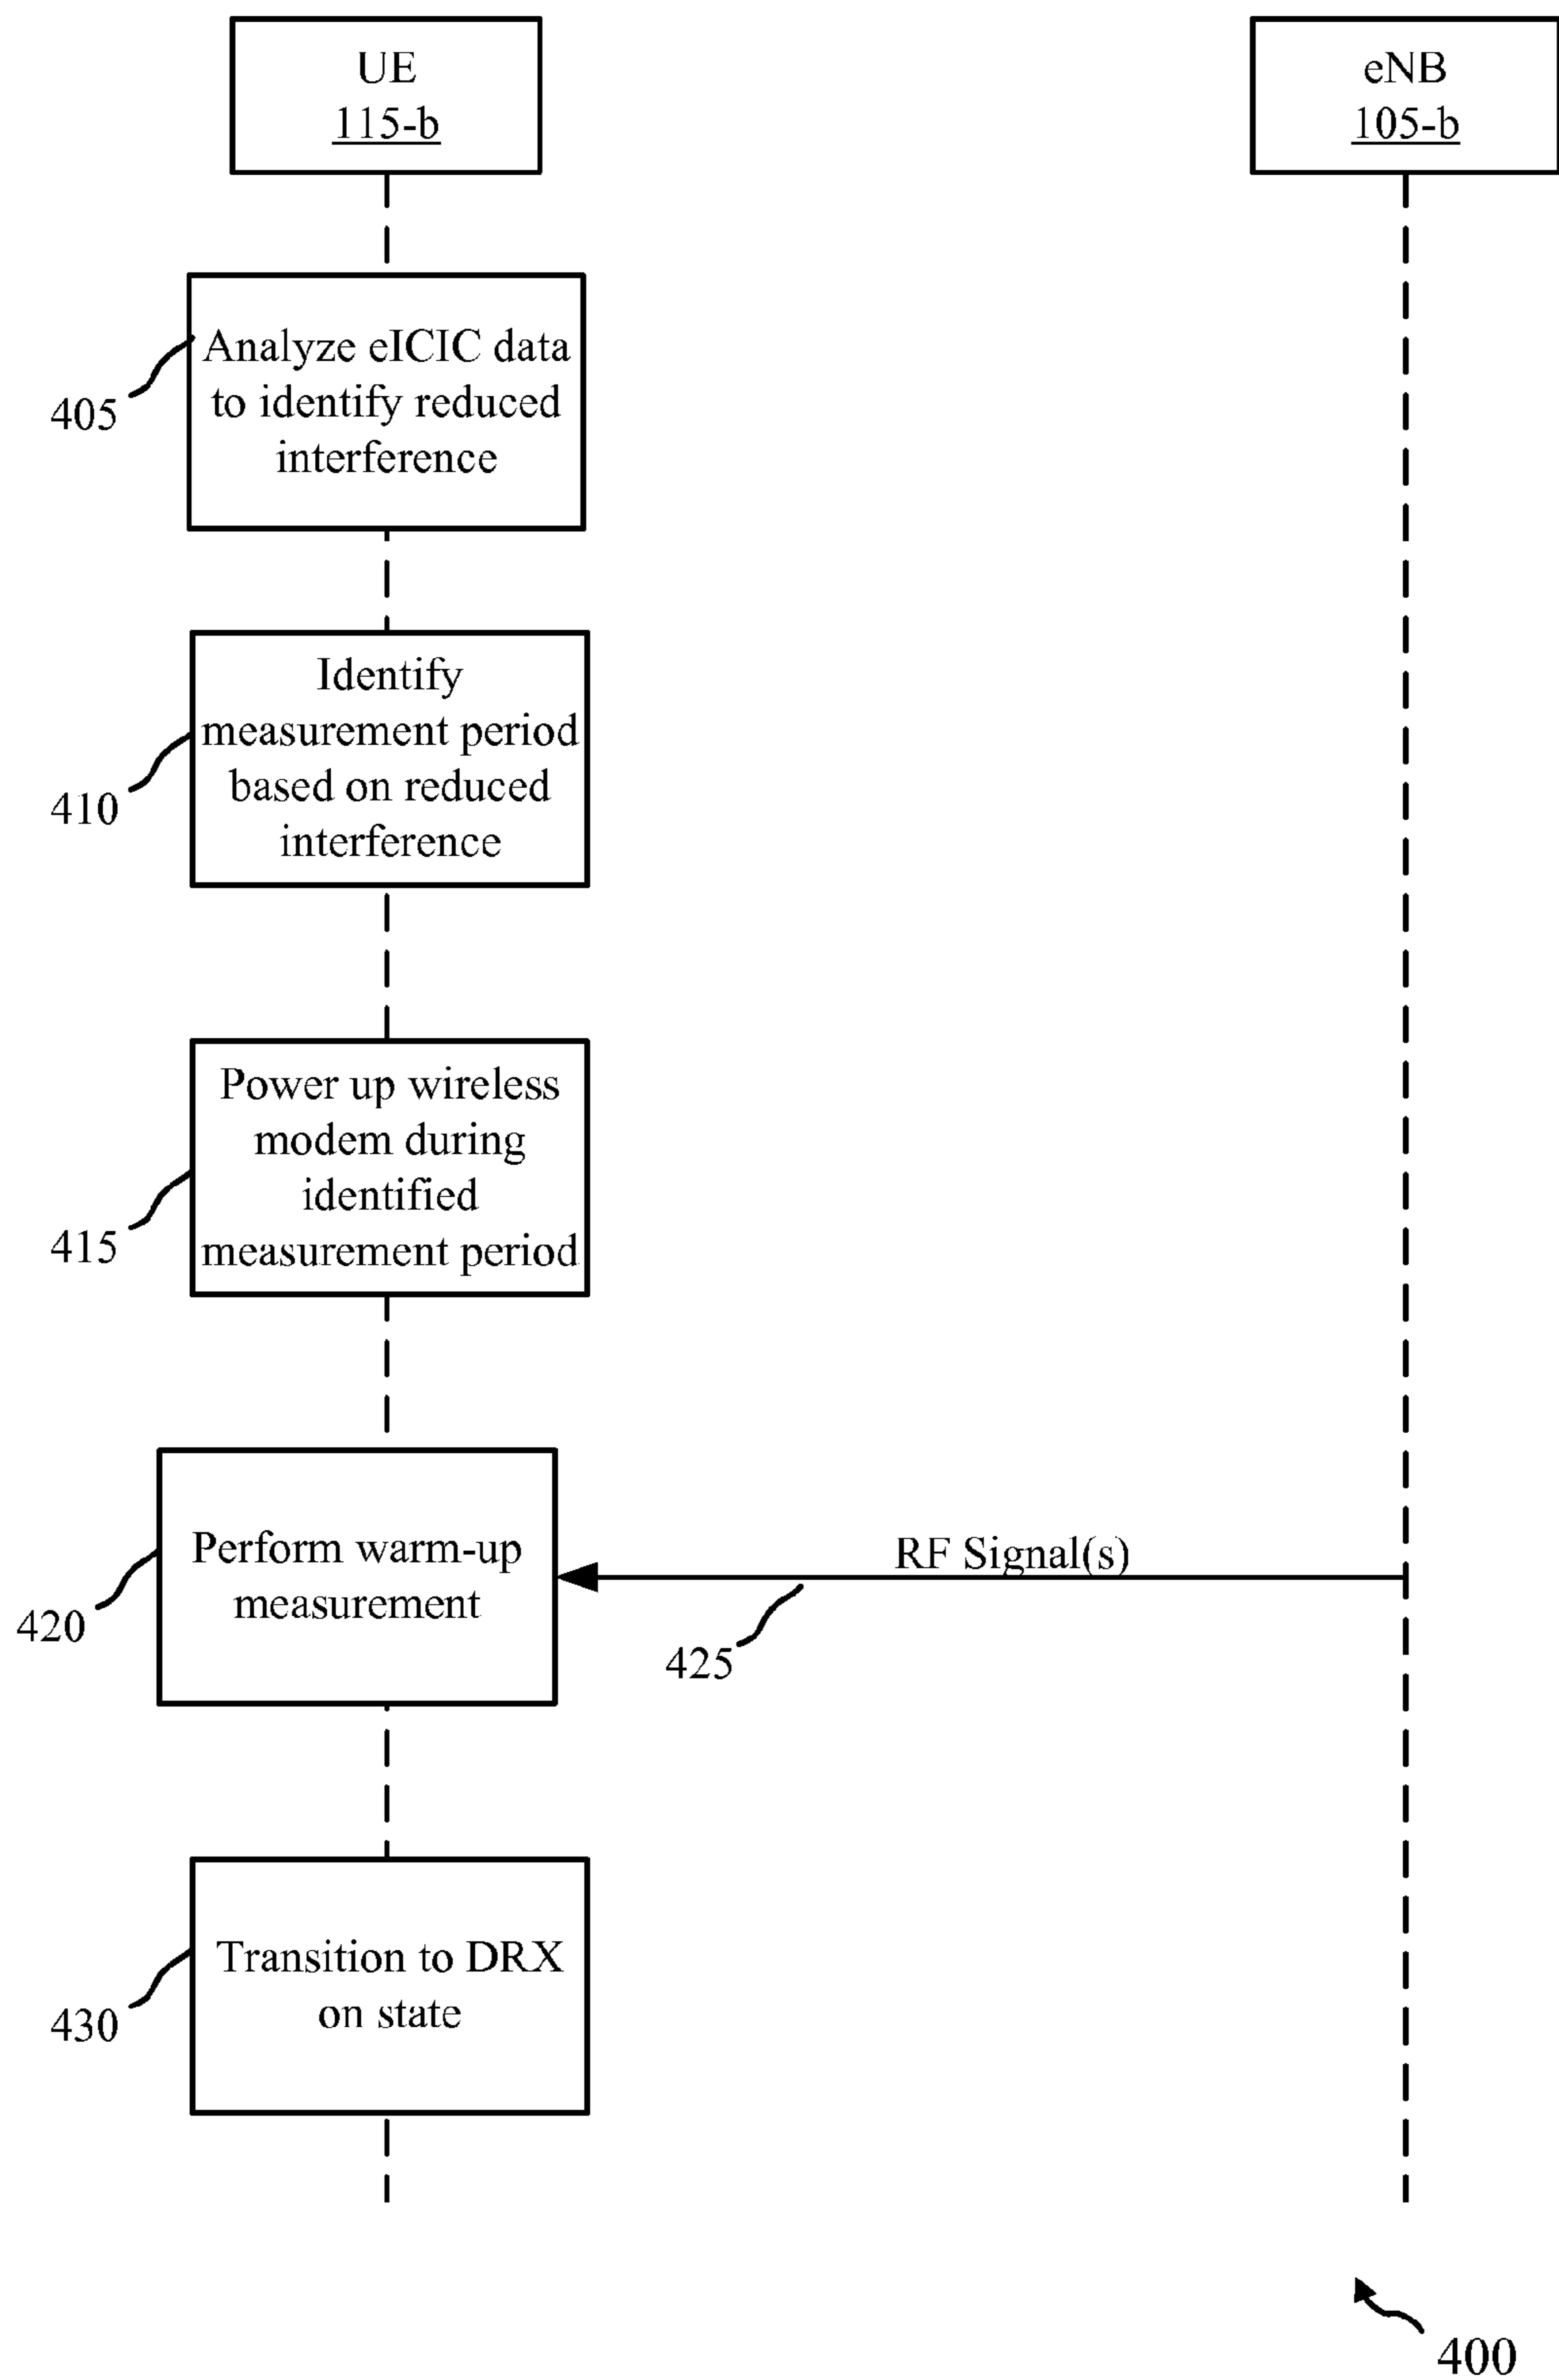 UE
115-b
eNB
105-b
Analyze eICIC data
to identify reduced
interference
405
Identify
measurement period
based on reduced
interference
410
Power up wireless
modem during
identified
measurement period
415
Perform warm-up
measurement
420
RF Signal(s)
425
Transition to DRX
on state
430
400